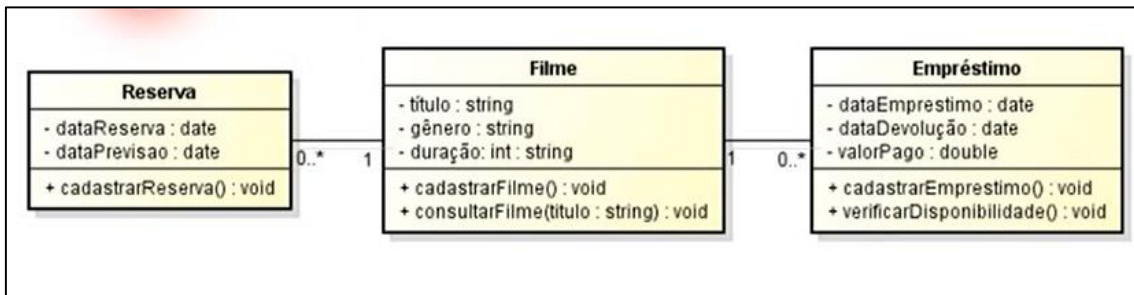 Reserva
- dataReserva : date
- dataPrevisao : date
+ cadastrarReserva() : void
0..*
1
Filme
- título : string
- gênero : string
- duração: int : string
+ cadastrarFilme() : void
+ consultarFilme(titulo : string) : void
1
0..*
Empréstimo
- dataEmprestimo : date
- dataDevolução : date
- valorPago : double
+ cadastrarEmprestimo() : void
+ verificarDisponibilidade() : void